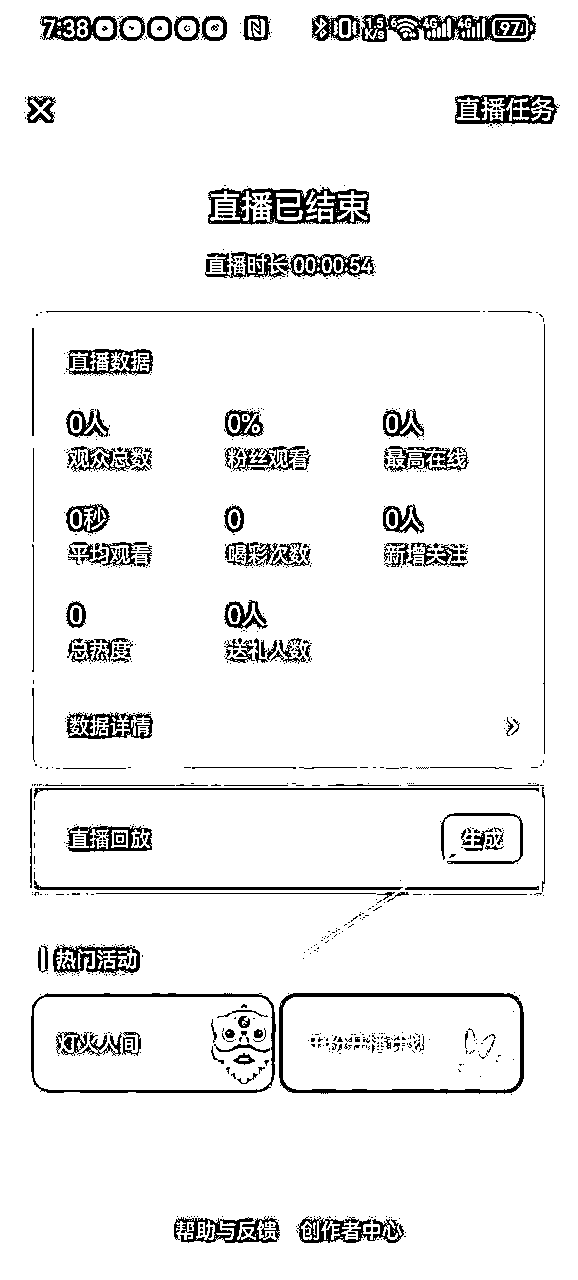 7:38 1.5 K/s 6 4G 4G 97
直播任务
直播已结束
直播时长 00:00:54
直播数据
0人 0% 0人
观众总数 粉丝观看 最高在线
0秒 0 0人
平均观看 喝彩次数 新增关注
0 0人
总热度 送礼人数
数据详情
直播回放 生成
热门活动
灯火人间
帮助与反馈 创作者中心